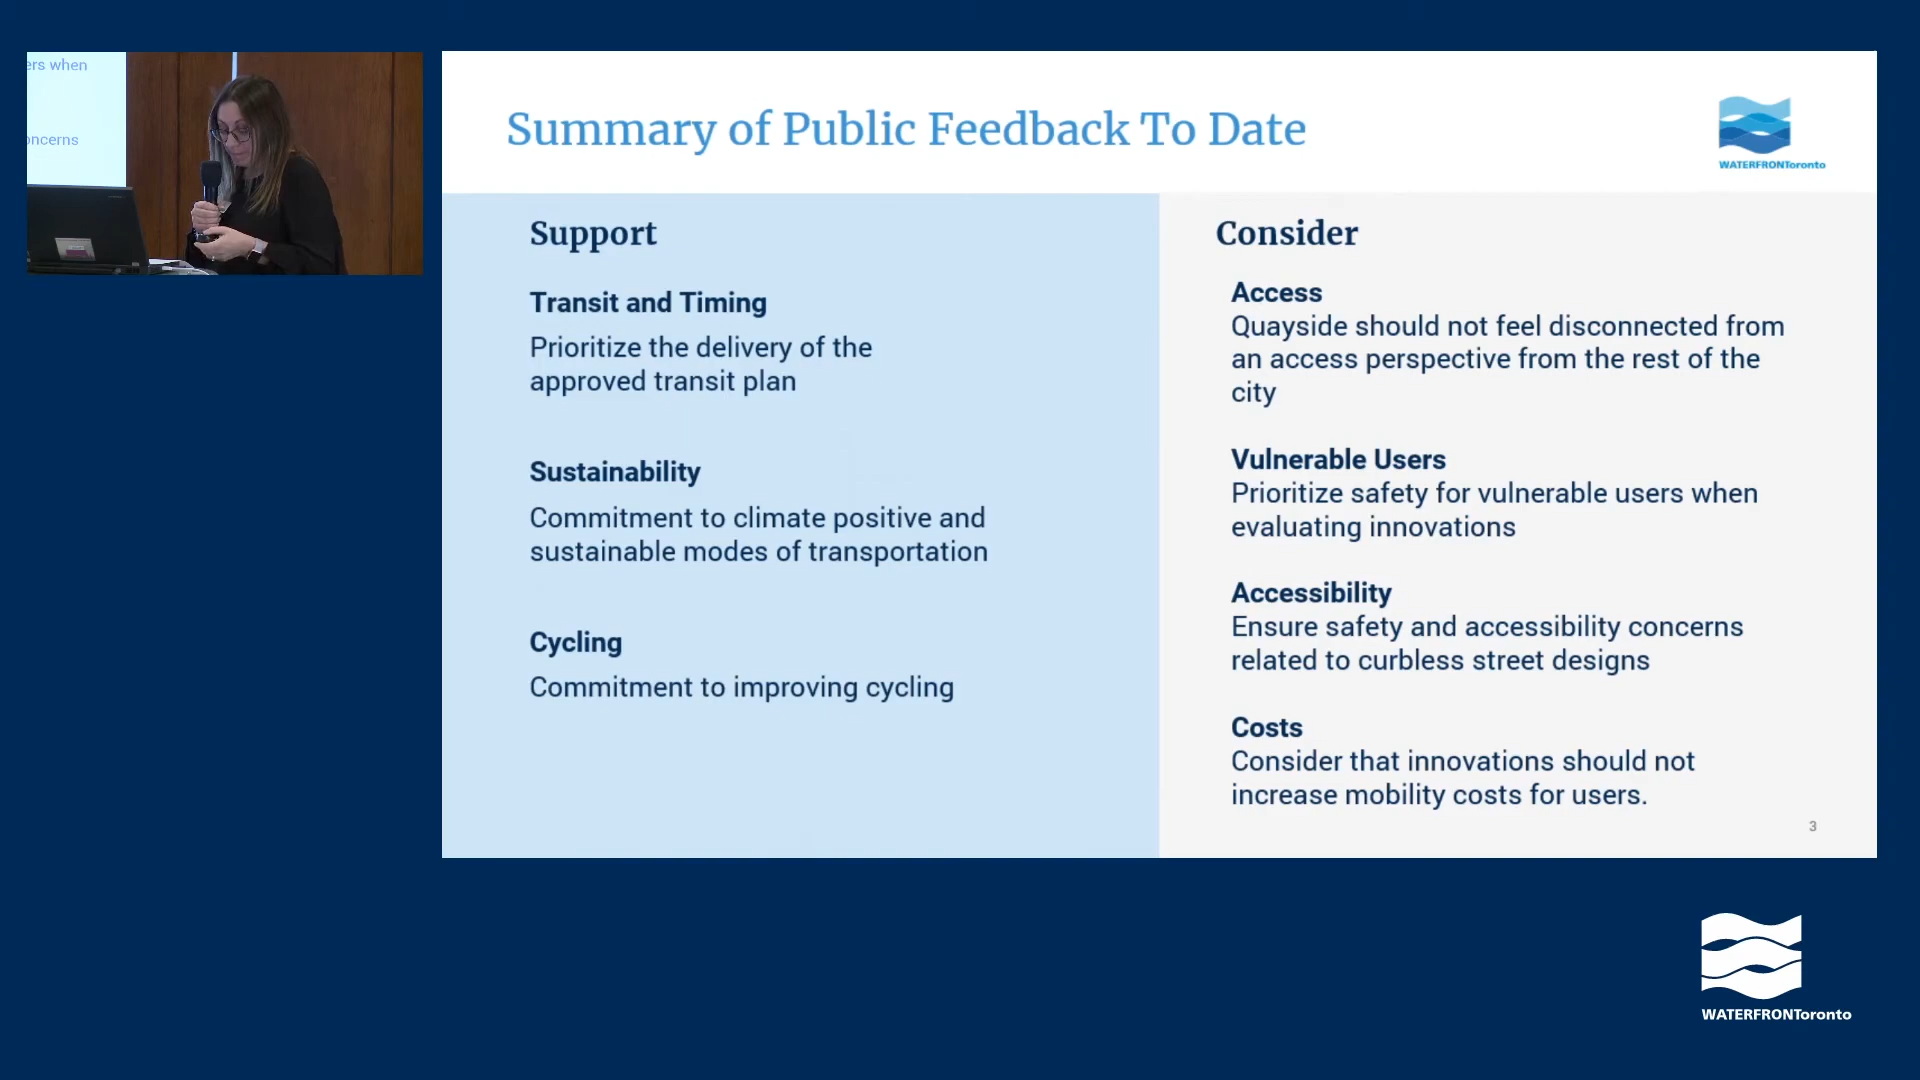 ers when
oncerns
Summary of Public Feedback To Date
WATERFRONToronto
Support
Transit and Timing
Prioritize the delivery of the
approved transit plan
Sustainability
Commitment to climate positive and
sustainable modes of transportation
Cycling
Commitment to improving cycling
Consider
Access
Quayside should not feel disconnected from
an access perspective from the rest of the
city
Vulnerable Users
Prioritize safety for vulnerable users when
evaluating innovations
Accessibility
Ensure safety and accessibility concerns
related to curbless street designs
Costs
Consider that innovations should not
increase mobility costs for users.
3
WATERFRONToronto